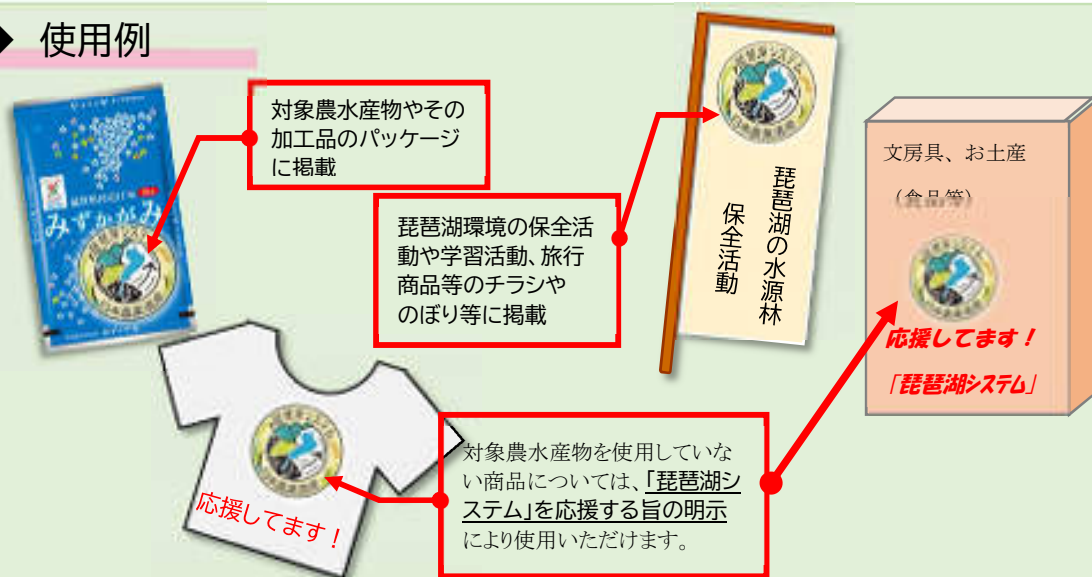 使用例
対象農水産物やその
加工品のパッケージ
に掲載
みずかがみ
琵琶湖環境の保全活
動や学習活動、旅行
商品等のチラシや
のぼり等に掲載
琵琶湖システム
琵琶湖の水源林
保全活動
文房具、お土産
(食品等)
応援してます！
「琵琶湖システム」
応援してます！
対象農水産物を使用していな
い商品については、「琵琶湖シ
ステム」を応援する旨の明示
により使用いただけます。